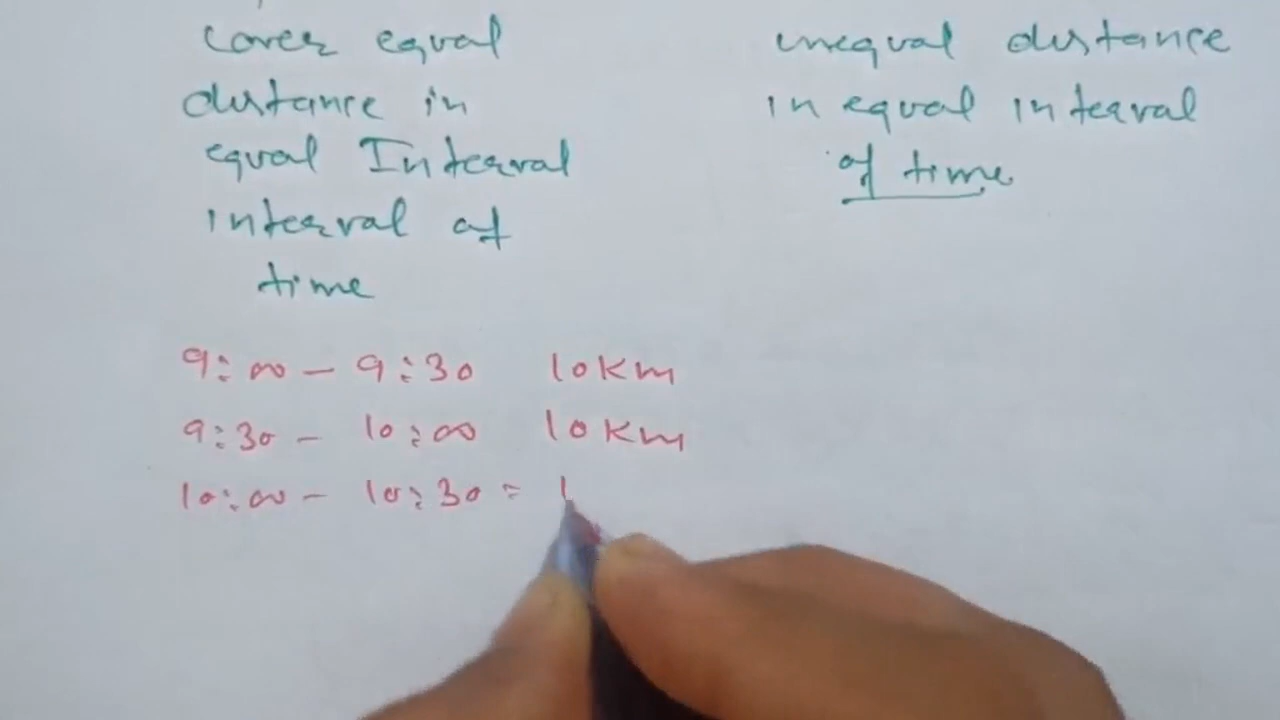 cover equal
distance in
equal Interval
interval of
time
unequal distance
in equal interval
of time
9:00 - 9:30 10km
9:30 - 10:00 10km
10:00 - 10:30 = 1